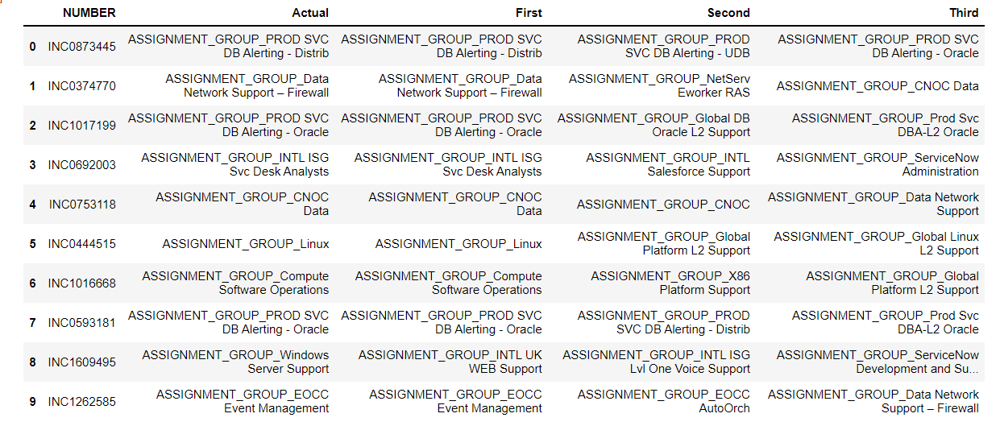 NUMBER Actual First Second Third
0 INC0873445 ASSIGNMENT_GROUP_PROD SVC DB Alerting - Distrib ASSIGNMENT_GROUP_PROD SVC DB Alerting - Distrib ASSIGNMENT_GROUP_PROD SVC DB Alerting - UDB ASSIGNMENT_GROUP_PROD SVC DB Alerting - Oracle
1 INC0374770 ASSIGNMENT_GROUP_Data Network Support – Firewall ASSIGNMENT_GROUP_Data Network Support – Firewall ASSIGNMENT_GROUP_NetServ Eworker RAS ASSIGNMENT_GROUP_CNOC Data
2 INC1017199 ASSIGNMENT_GROUP_PROD SVC DB Alerting - Oracle ASSIGNMENT_GROUP_PROD SVC DB Alerting - Oracle ASSIGNMENT_GROUP_Global DB Oracle L2 Support ASSIGNMENT_GROUP_Prod Svc DBA-L2 Oracle
3 INC0692003 ASSIGNMENT_GROUP_INTL ISG Svc Desk Analysts ASSIGNMENT_GROUP_INTL ISG Svc Desk Analysts ASSIGNMENT_GROUP_INTL Salesforce Support ASSIGNMENT_GROUP_ServiceNow Administration
4 INC0753118 ASSIGNMENT_GROUP_CNOC Data ASSIGNMENT_GROUP_CNOC Data ASSIGNMENT_GROUP_CNOC ASSIGNMENT_GROUP_Data Network Support
5 INC0444515 ASSIGNMENT_GROUP_Linux ASSIGNMENT_GROUP_Linux ASSIGNMENT_GROUP_Global Platform L2 Support ASSIGNMENT_GROUP_Global Linux L2 Support
6 INC1016668 ASSIGNMENT_GROUP_Compute Software Operations ASSIGNMENT_GROUP_Compute Software Operations ASSIGNMENT_GROUP_X86 Platform Support ASSIGNMENT_GROUP_Global Platform L2 Support
7 INC0593181 ASSIGNMENT_GROUP_PROD SVC DB Alerting - Oracle ASSIGNMENT_GROUP_PROD SVC DB Alerting - Oracle ASSIGNMENT_GROUP_PROD SVC DB Alerting - Distrib ASSIGNMENT_GROUP_Prod Svc DBA-L2 Oracle
8 INC1609495 ASSIGNMENT_GROUP_Windows Server Support ASSIGNMENT_GROUP_INTL UK WEB Support ASSIGNMENT_GROUP_INTL ISG Lvl One Voice Support ASSIGNMENT_GROUP_ServiceNow Development and Su...
9 INC1262585 ASSIGNMENT_GROUP_EOCC Event Management ASSIGNMENT_GROUP_EOCC Event Management ASSIGNMENT_GROUP_EOCC AutoOrch ASSIGNMENT_GROUP_Data Network Support – Firewall